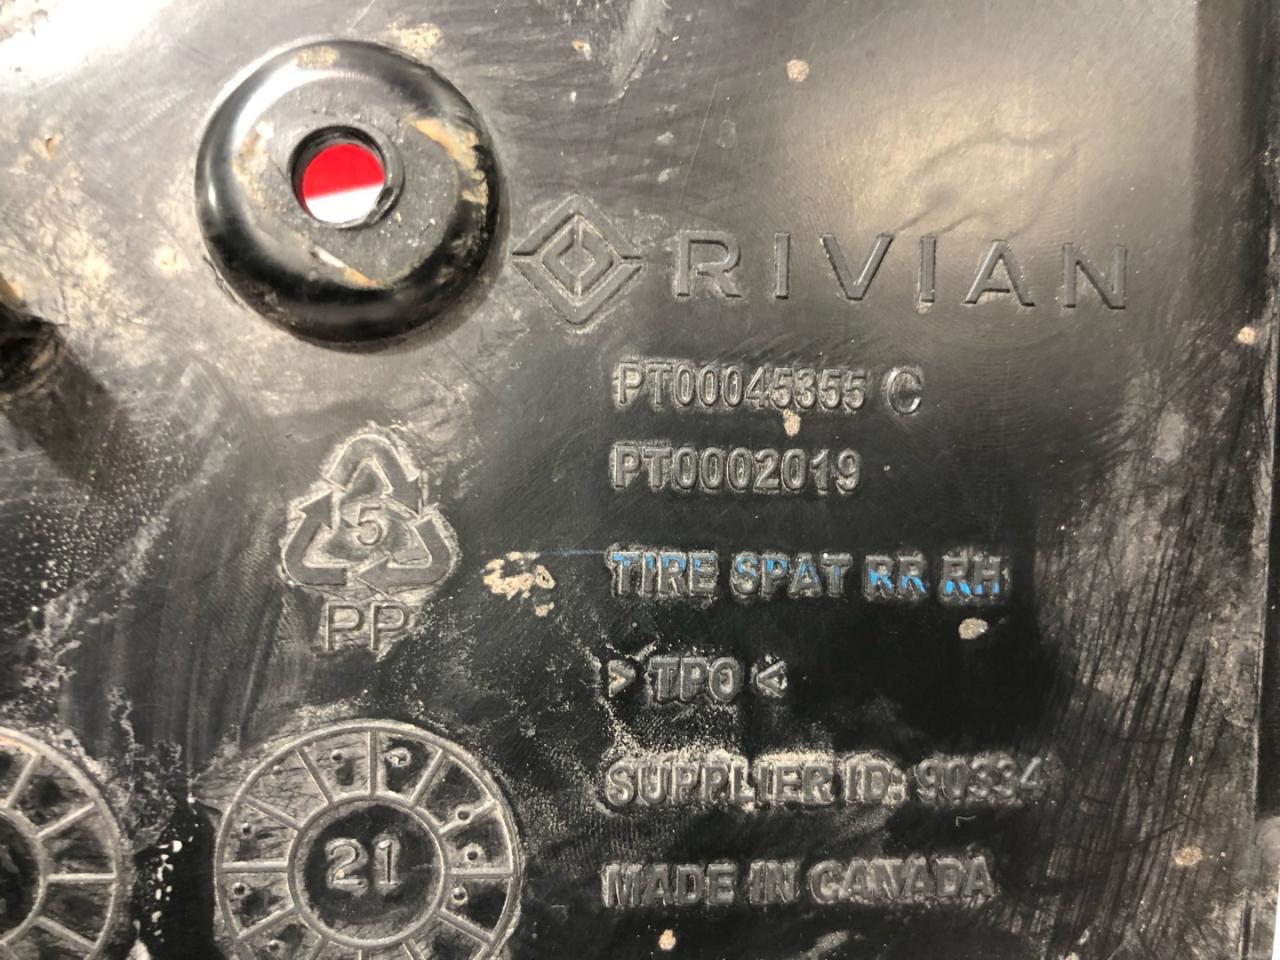 RIVIAN
PT00045355 C
PT0002019
5
PP
TIRE SPAT RR RH
> TPO <
SUPPLIER ID: 90334
21
MADE IN CANADA